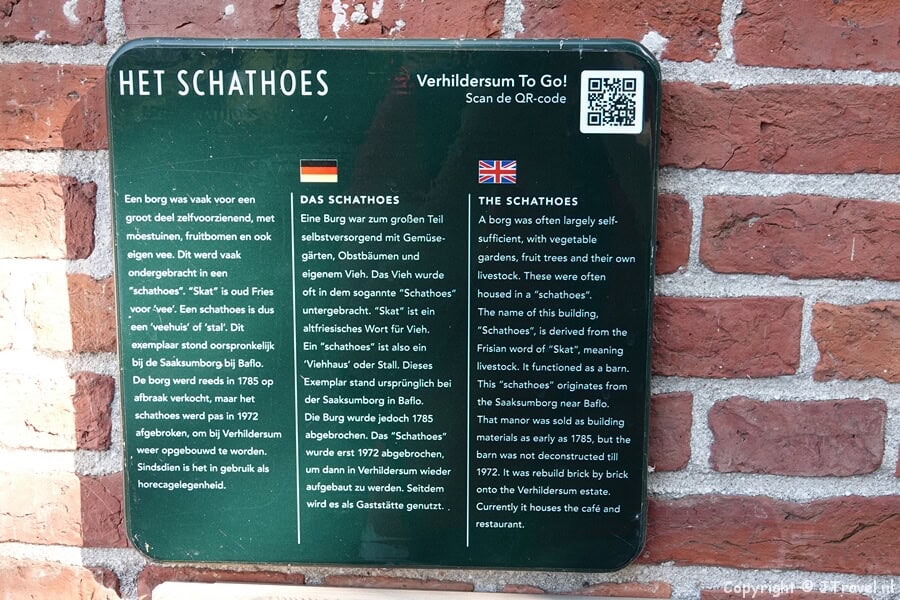 HET SCHATHOES
Verhildersum To Go!
Scan de QR-code
Een borg was vaak voor een
groot deel zelfvoorzienend, met
moestuinen, fruitbomen en ook
eigen vee. Dit werd vaak
ondergebracht in een
"schathoes". "Skat" is oud Fries
voor 'vee'. Een schathoes is dus
een 'veehuis' of 'stal'. Dit
exemplaar stond oorspronkelijk
bij de Saaksumborg bij Baflo.
De borg werd reeds in 1785 op
afbraak verkocht, maar het
schathoes werd pas in 1972
afgebroken, om bij Verhildersum
weer opgebouwd te worden.
Sindsdien is het in gebruik als
horecagelegenheid.
DAS SCHATHOES
Eine Burg war zum großen Teil
selbstversorgend mit Gemüse-
gärten, Obstbäumen und
eigenem Vieh. Das Vieh wurde
oft in dem sogannte "Schathoes"
untergebracht. "Skat" ist ein
altfriesisches Wort für Vieh.
Ein "schathoes" ist also ein
'Viehhaus' oder Stall. Dieses
Exemplar stand ursprünglich bei
der Saaksumborg in Baflo.
Die Burg wurde jedoch 1785
abgebrochen. Das "Schathoes"
wurde erst 1972 abgebrochen,
um dann in Verhildersum wieder
aufgebaut zu werden. Seitdem
wird es als Gaststätte genutzt.
THE SCHATHOES
A borg was often largely self-
sufficient, with vegetable
gardens, fruit trees and their own
livestock. These were often
housed in a "schathoes".
The name of this building,
"Schathoes", is derived from the
Frisian word of "Skat", meaning
livestock. It functioned as a barn.
This "schathoes" originates from
the Saaksumborg near Baflo.
That manor was sold as building
materials as early as 1785, but the
barn was not deconstructed till
1972. It was rebuild brick by brick
onto the Verhildersum estate.
Currently it houses the café and
restaurant.
Copyright © JTravel.nl